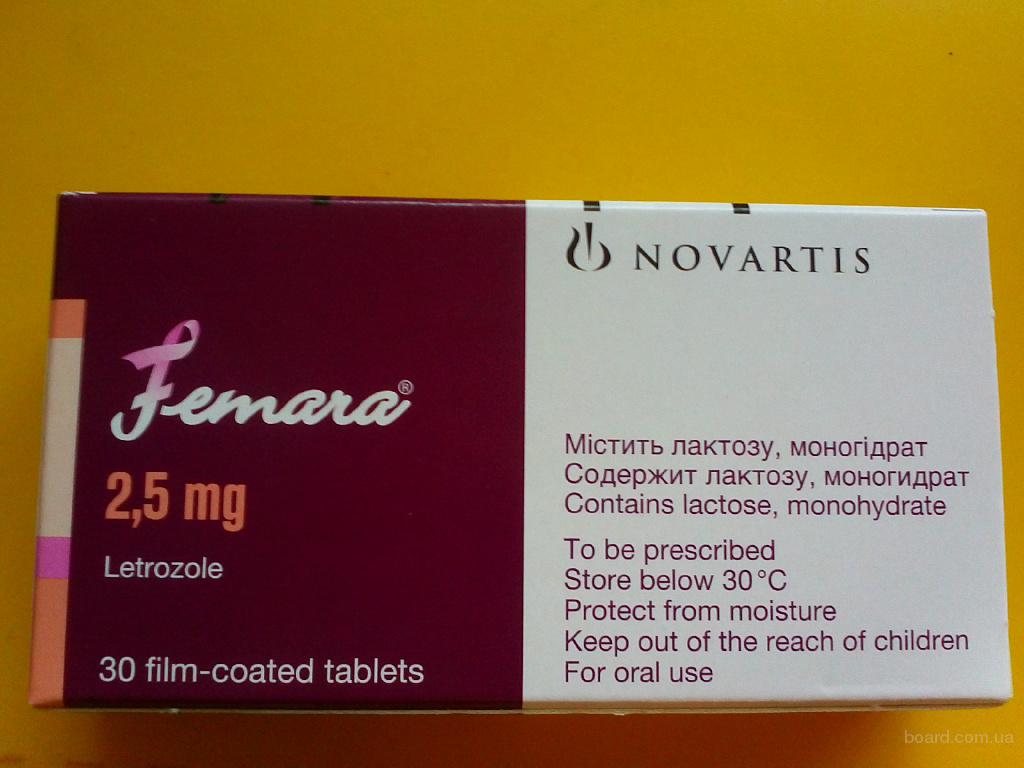 Femara®
2,5 mg
Letrozole
30 film-coated tablets
NOVARTIS
Містить лактозу, моногідрат
Содержит лактозу, моногидрат
Contains lactose, monohydrate
To be prescribed
Store below 30°C
Protect from moisture
Keep out of the reach of children
For oral use
board.com.ua